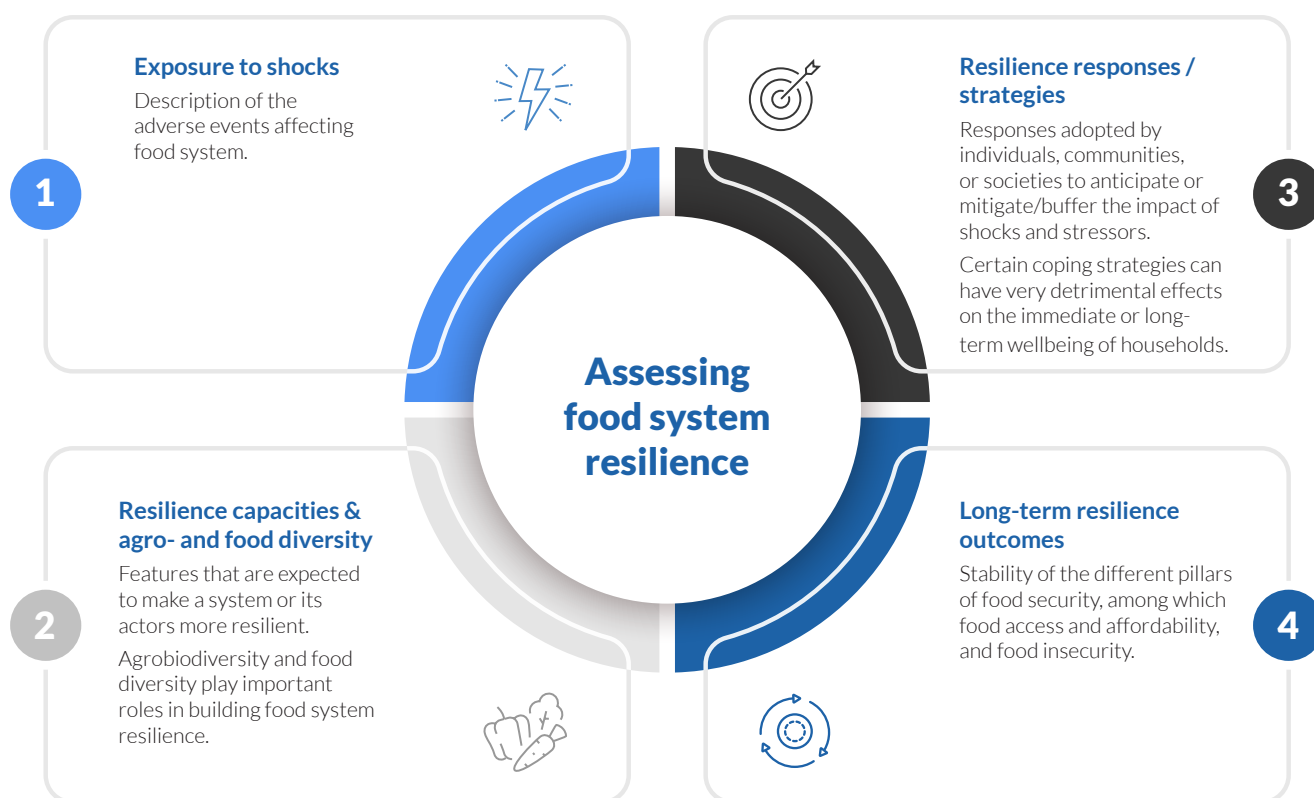 1
Exposure to shocks
Description of the
adverse events affecting
food system.
2
Resilience capacities &
agro- and food diversity
Features that are expected
to make a system or its
actors more resilient.
Agrobiodiversity and food
diversity play important
roles in building food system
resilience.
Assessing
food system
resilience
3
Resilience responses /
strategies
Responses adopted by
individuals, communities,
or societies to anticipate or
mitigate/buffer the impact of
shocks and stressors.
Certain coping strategies can
have very detrimental effects
on the immediate or long-
term wellbeing of households.
4
Long-term resilience
outcomes
Stability of the different pillars
of food security, among which
food access and affordability,
and food insecurity.